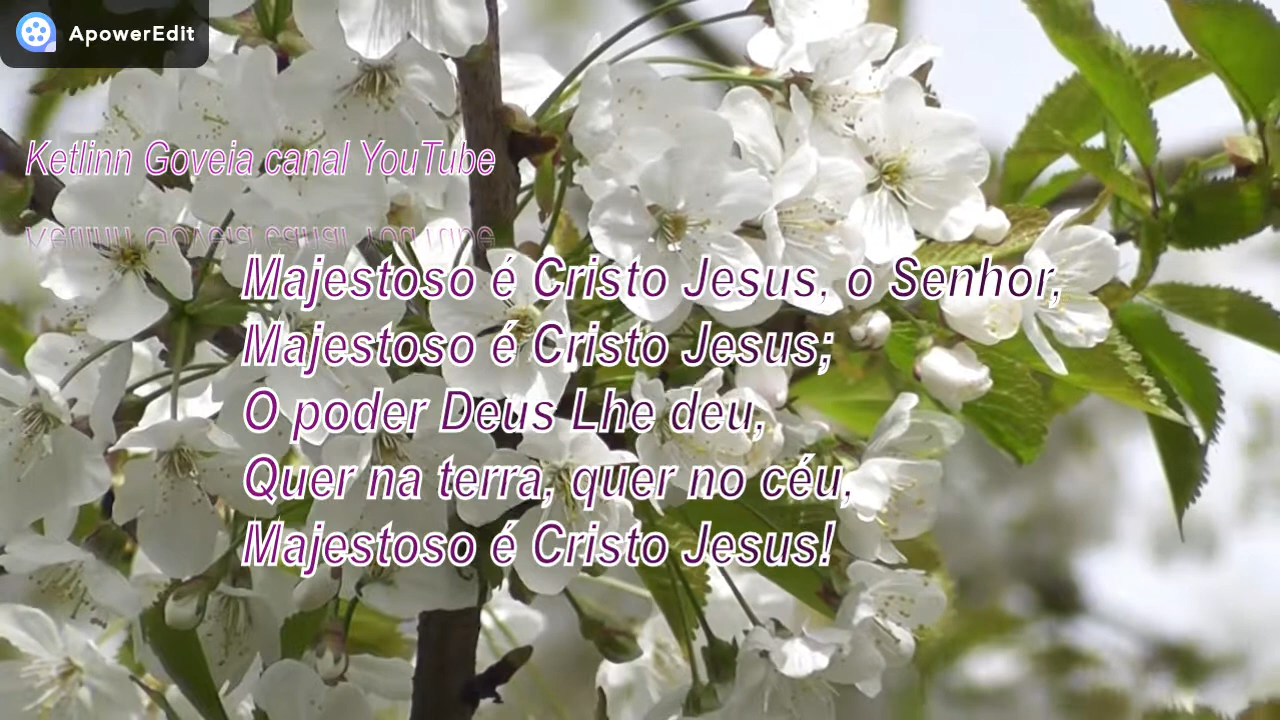 ApowerEdit
Ketlinn Goveia canal YouTube
Majestoso é Cristo Jesus, o Senhor,
Majestoso é Cristo Jesus;
O poder Deus Lhe deu,
Quer na terra, quer no céu,
Majestoso é Cristo Jesus!